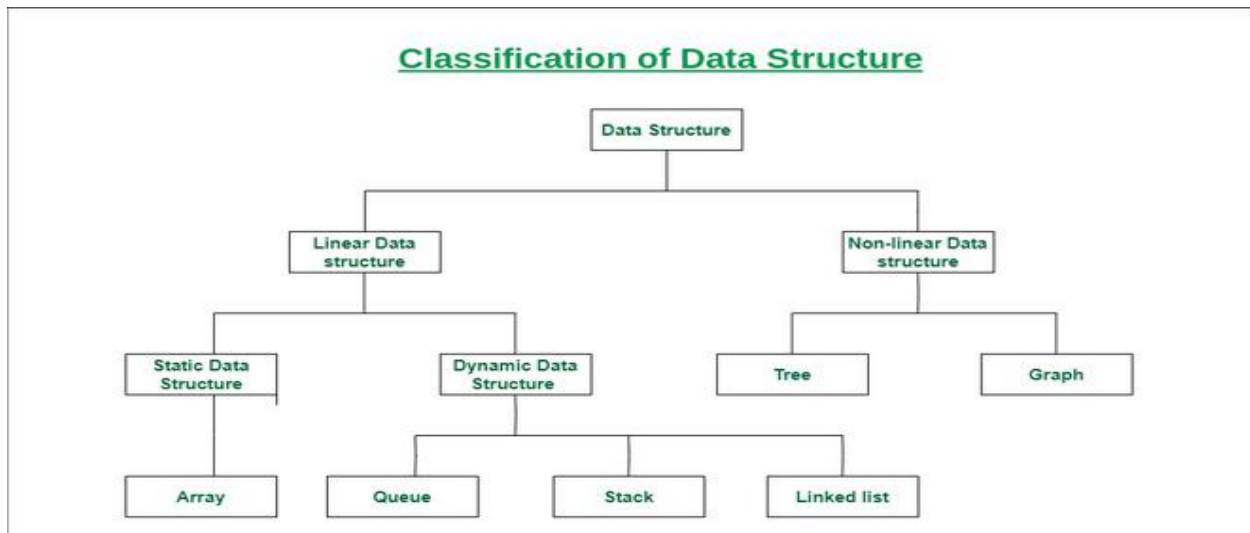 Classification of Data Structure
Data Structure
Linear Data
structure
Non-linear Data
structure
Static Data
Structure
Dynamic Data
Structure
Tree
Graph
Array
Queue
Stack
Linked list